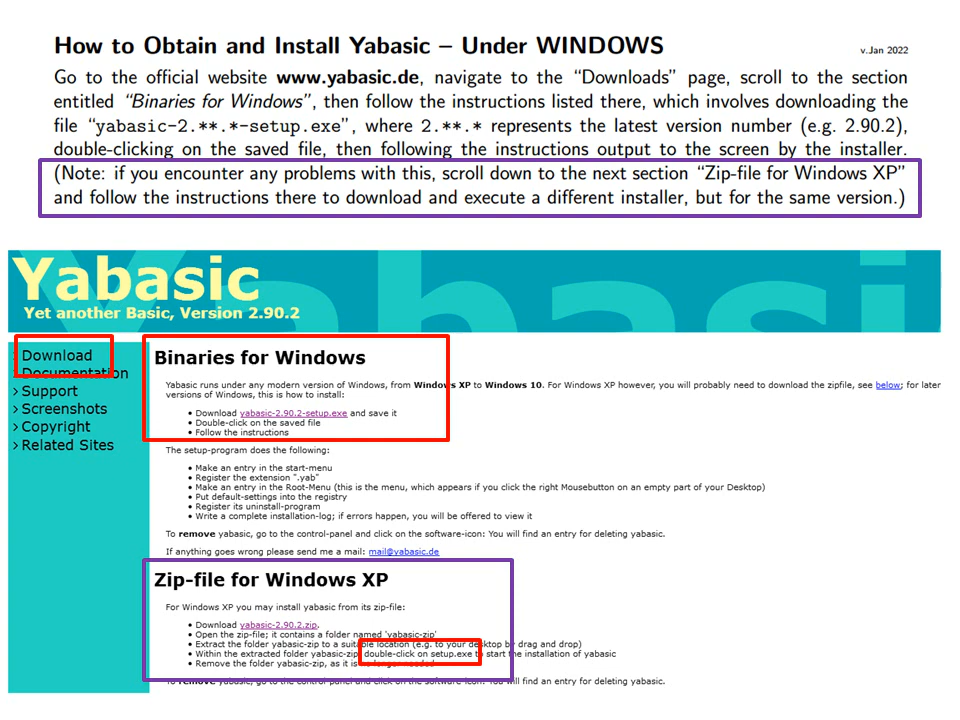 How to Obtain and Install Yabasic – Under WINDOWS v.Jan 2022
Go to the official website www.yabasic.de, navigate to the “Downloads” page, scroll to the section
entitled “Binaries for Windows”, then follow the instructions listed there, which involves downloading the
file “yabasic-2.**.*-setup.exe”, where 2.**.* represents the latest version number (e.g. 2.90.2),
double-clicking on the saved file, then following the instructions output to the screen by the installer.
(Note: if you encounter any problems with this, scroll down to the next section “Zip-file for Windows XP”
and follow the instructions there to download and execute a different installer, but for the same version.)
Yabasic
Yet another Basic, Version 2.90.2
Yabasi
> Download
> Documentation
> Support
> Screenshots
> Copyright
> Related Sites
Binaries for Windows
Yabasic runs under any modern version of Windows, from Windows XP to Windows 10. For Windows XP however, you will probably need to download the zipfile, see below; for later
versions of Windows, this is how to install:
• Download yabasic-2.90.2-setup.exe and save it
• Double-click on the saved file
• Follow the instructions
The setup-program does the following:
• Make an entry in the start-menu
• Register the extension ".yab"
• Make an entry in the Root-Menu (this is the menu, which appears if you click the right Mousebutton on an empty part of your Desktop)
• Put default-settings into the registry
• Register its uninstall-program
• Write a complete installation-log; if errors happen, you will be offered to view it
To remove yabasic, go to the control-panel and click on the software-icon: You will find an entry for deleting yabasic.
If anything goes wrong please send me a mail: mail@yabasic.de
Zip-file for Windows XP
For Windows XP you may install yabasic from its zip-file:
• Download yabasic-2.90.2.zip.
• Open the zip-file; it contains a folder named 'yabasic-zip'
• Extract the folder yabasic-zip to a suitable location (e.g. to your desktop by drag and drop)
• Within the extracted folder yabasic-zip double-click on setup.exe to start the installation of yabasic
• Remove the folder yabasic-zip, as it is no longer needed
To remove yabasic, go to the control-panel and click on the software-icon: You will find an entry for deleting yabasic.